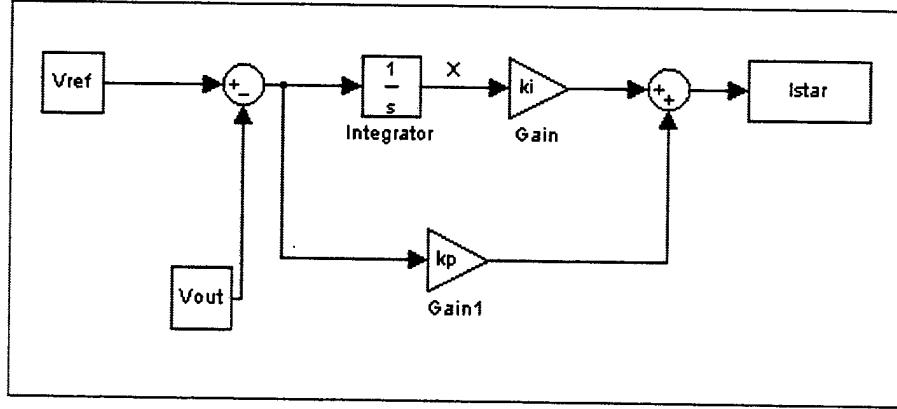 Vref
+
-
1
s
Integrator
X
ki
Gain
+
+
Istar
kp
Gain1
Vout